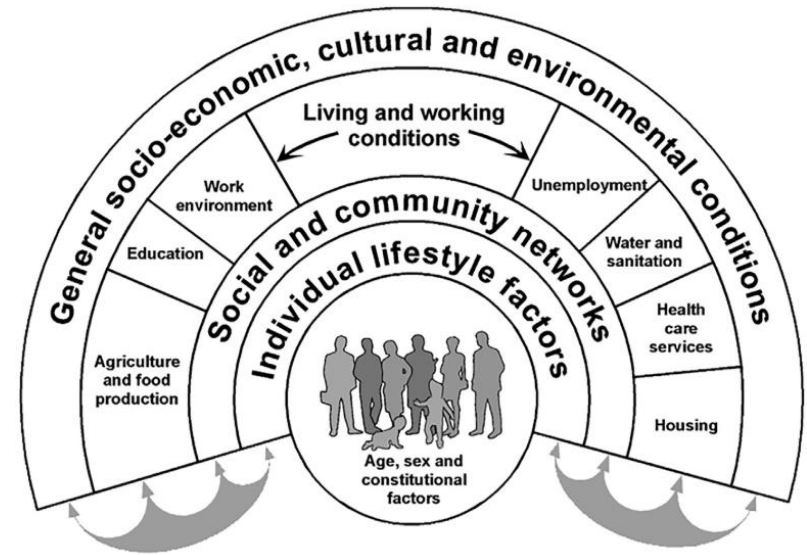 General socio-economic, cultural and environmental conditions
Living and working
conditions
Work
environment
Education
Agriculture
and food
production
Unemployment
Water and
sanitation
Health
care
services
Housing
Social and community networks
Individual lifestyle factors
Age, sex and
constitutional
factors